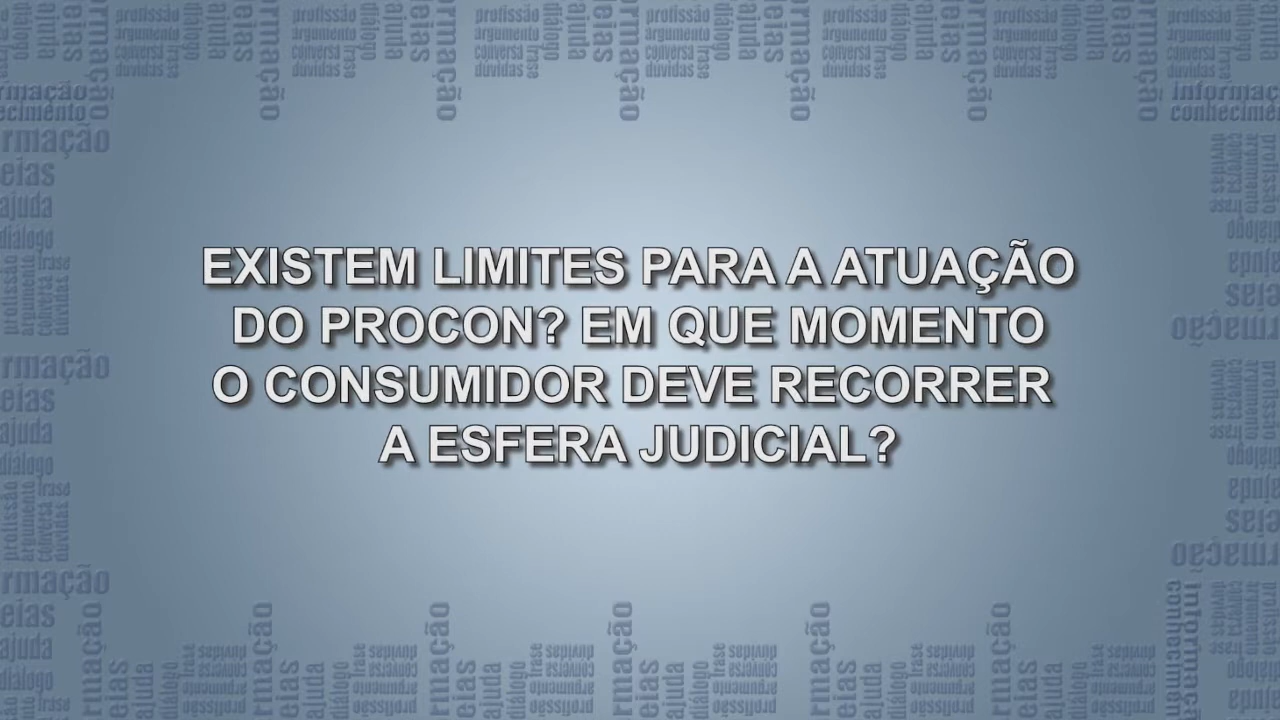 EXISTEM LIMITES PARA A ATUAÇÃO
DO PROCON? EM QUE MOMENTO
O CONSUMIDOR DEVE RECORRER
A ESFERA JUDICIAL?